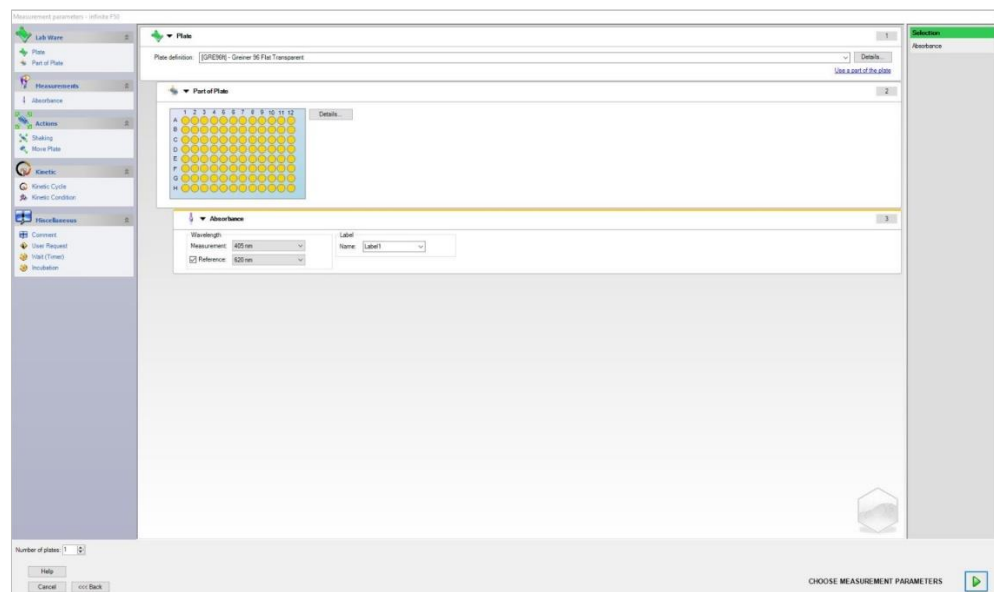 Measurement parameters - Infinite F50
Lab Ware
Plate
Part of Plate
Measurements
Absorbance
Actions
Shaking
Move Plate
Kinetic
Kinetic Cycle
Kinetic Condition
Miscellaneous
Comment
User Request
Wait (Timer)
Incubation
Plate 1
Plate definition: [GRE96ft] - Greiner 96 Flat Transparent Details...
Use a part of the plate
Part of Plate 2
1 2 3 4 5 6 7 8 9 10 11 12 Details...
A
B
C
D
E
F
G
H
Absorbance 3
Wavelength Label
Measurement: 405 nm Name: Label1
Reference: 620 nm
Selection
Absorbance
Number of plates: 1
Help
Cancel <<< Back
CHOOSE MEASUREMENT PARAMETERS